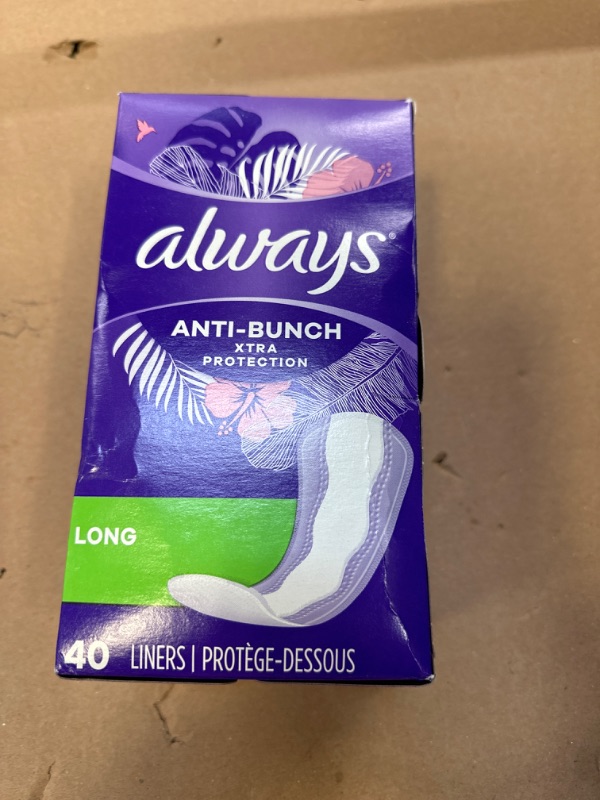 always®
ANTI-BUNCH
XTRA
PROTECTION
LONG
40 LINERS | PROTÈGE-DESSOUS